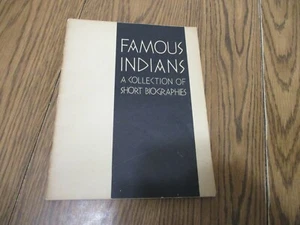 FAMOUS
INDIANS
A COLLECTION OF
SHORT BIOGRAPHIES